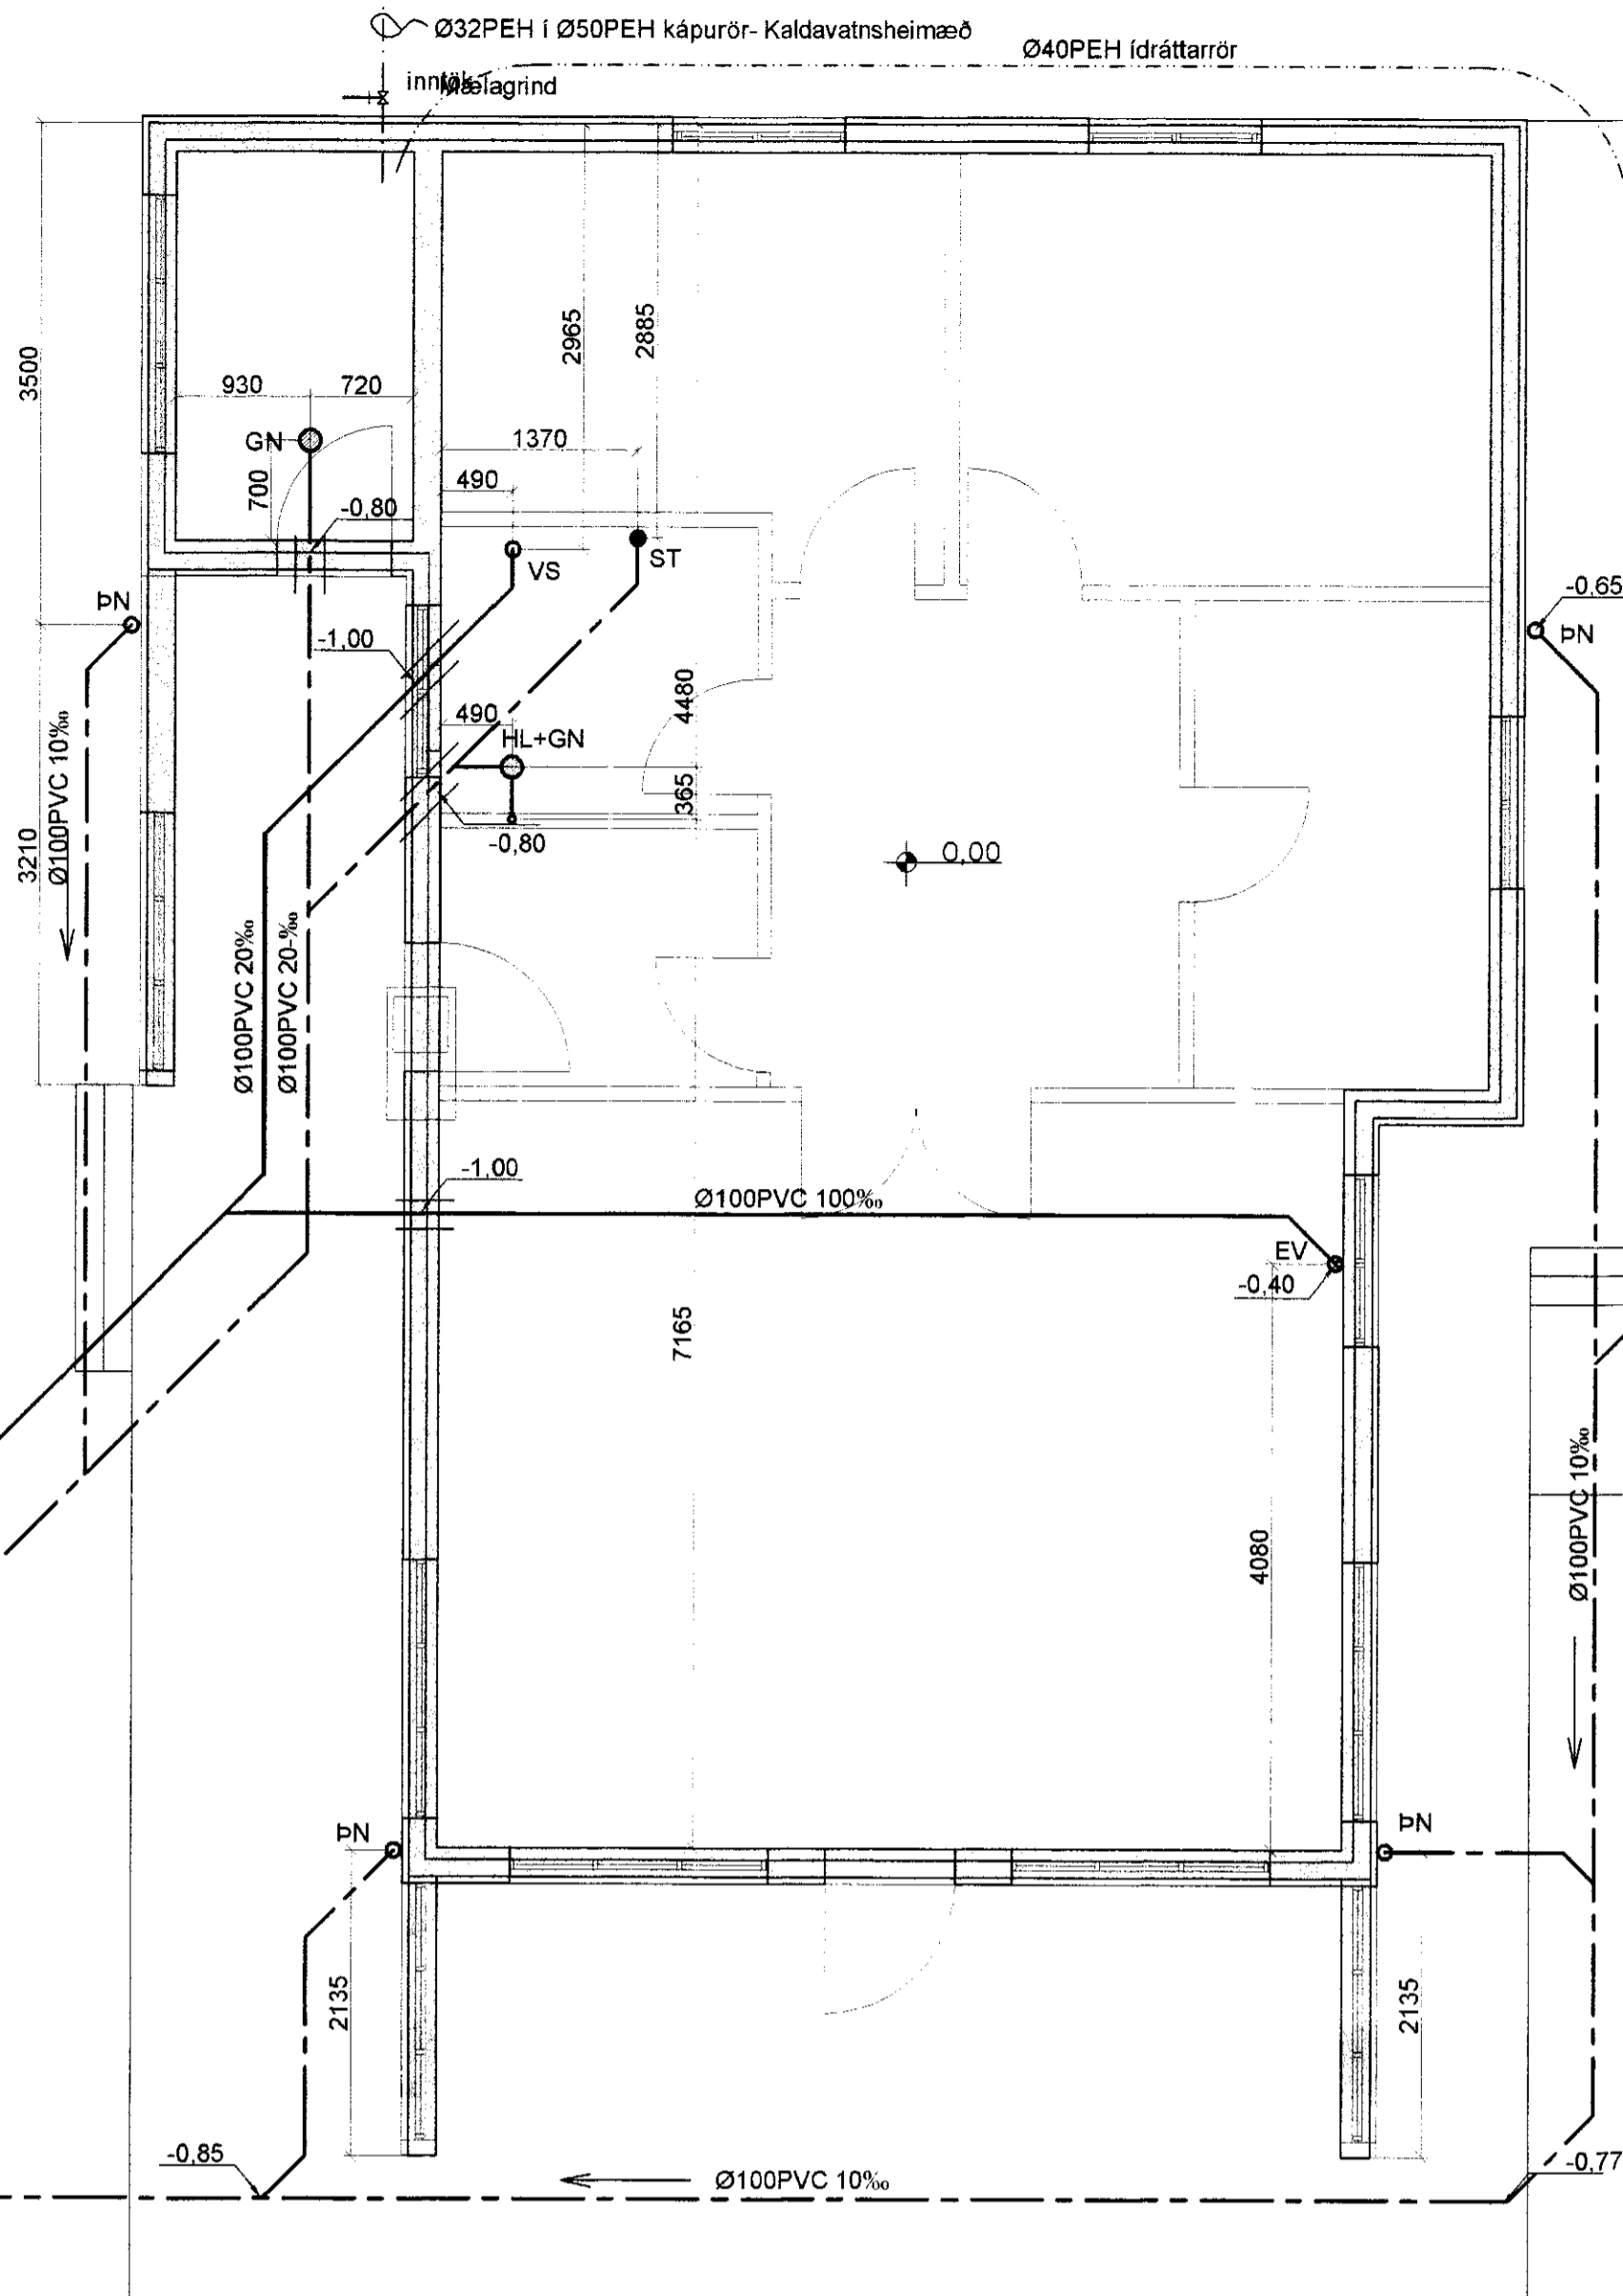 Ø32PEH í Ø50PEH kápurör- Kaldavatnsheimæð
Ø40PEH ídráttarrör
inntök
Mælagrind
3500
2965
2885
930
720
GN
1370
700
490
-0,80
VS
ST
ÞN
-0,65
ÞN
-1,00
4480
490
HL+GN
365
3210
Ø100PVC 10‰
-0,80
0,00
Ø100PVC 20‰
Ø100PVC 20-‰
-1,00
Ø100PVC 100‰
EV
-0,40
7165
4080
Ø100PVC 10‰
ÞN
ÞN
2135
2135
-0,85
Ø100PVC 10‰
-0,77